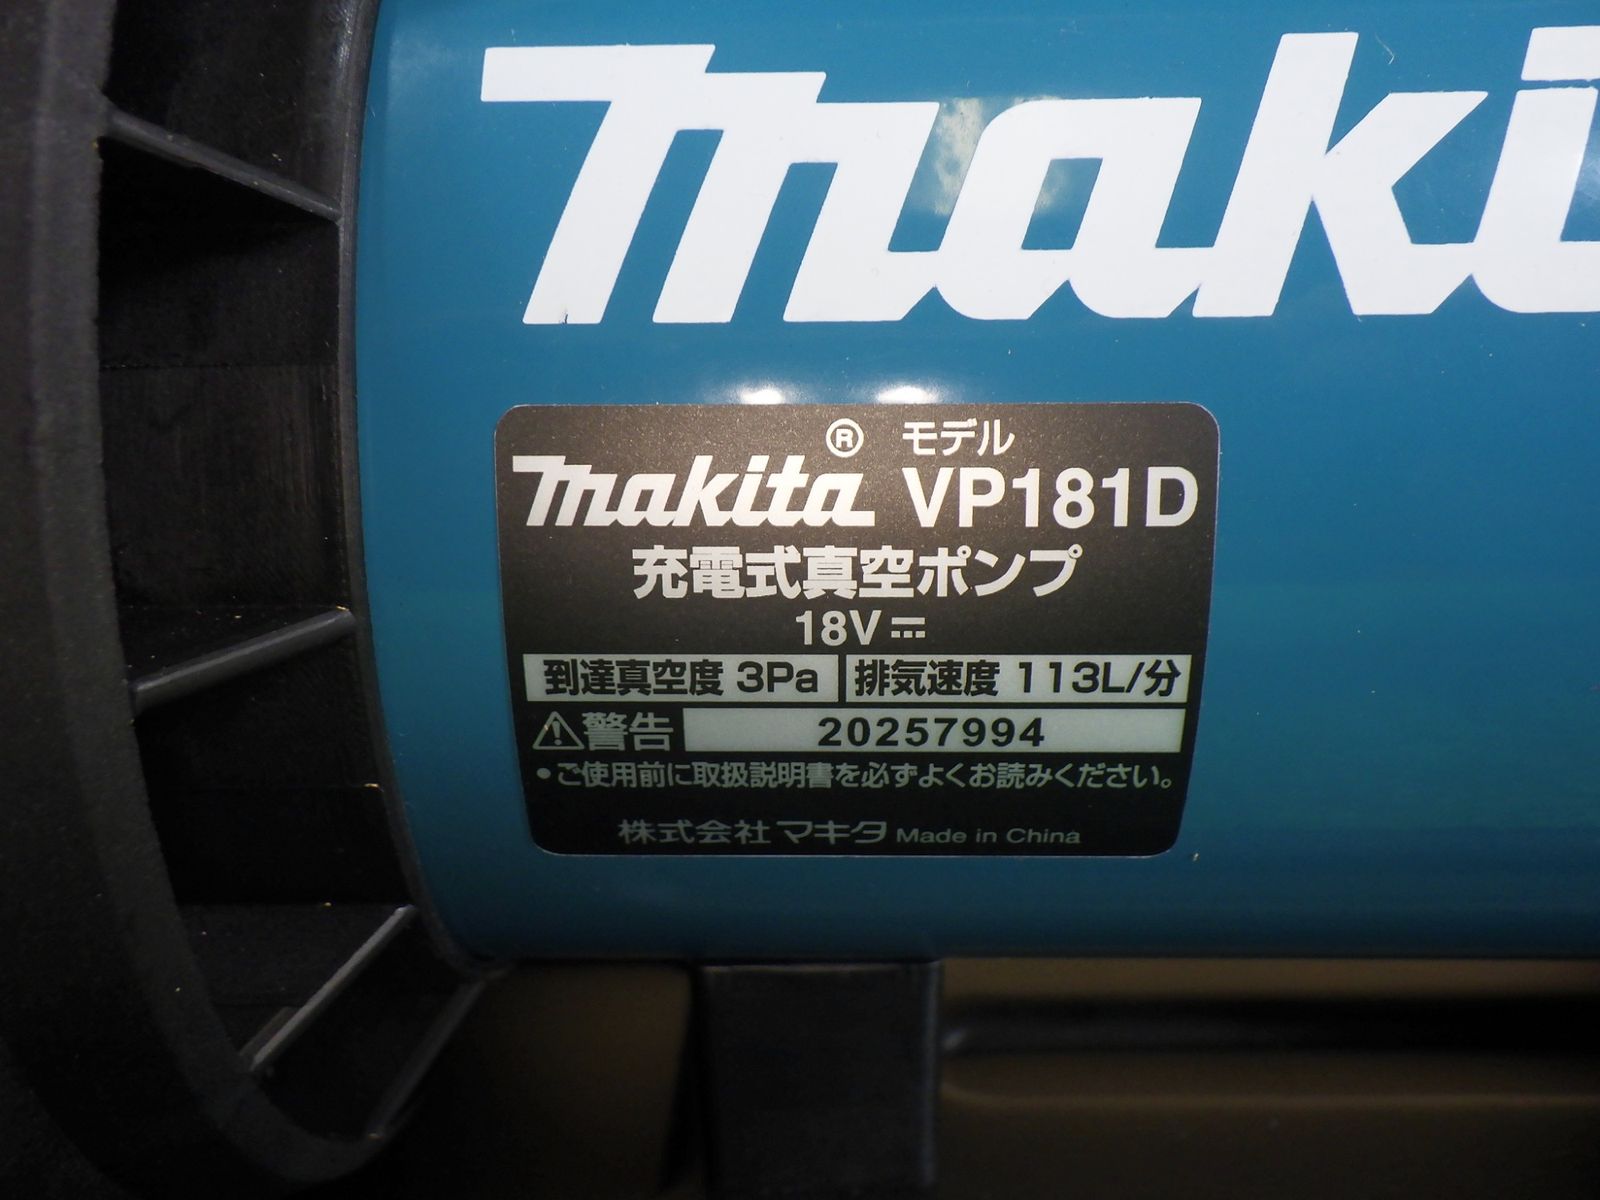 maki
makita® モデル VP181D
充電式真空ポンプ
18V⎓
到達真空度 3Pa 排気速度 113L/分
⚠警告 20257994
•ご使用前に取扱説明書を必ずよくお読みください。
株式会社 マキタ Made in China